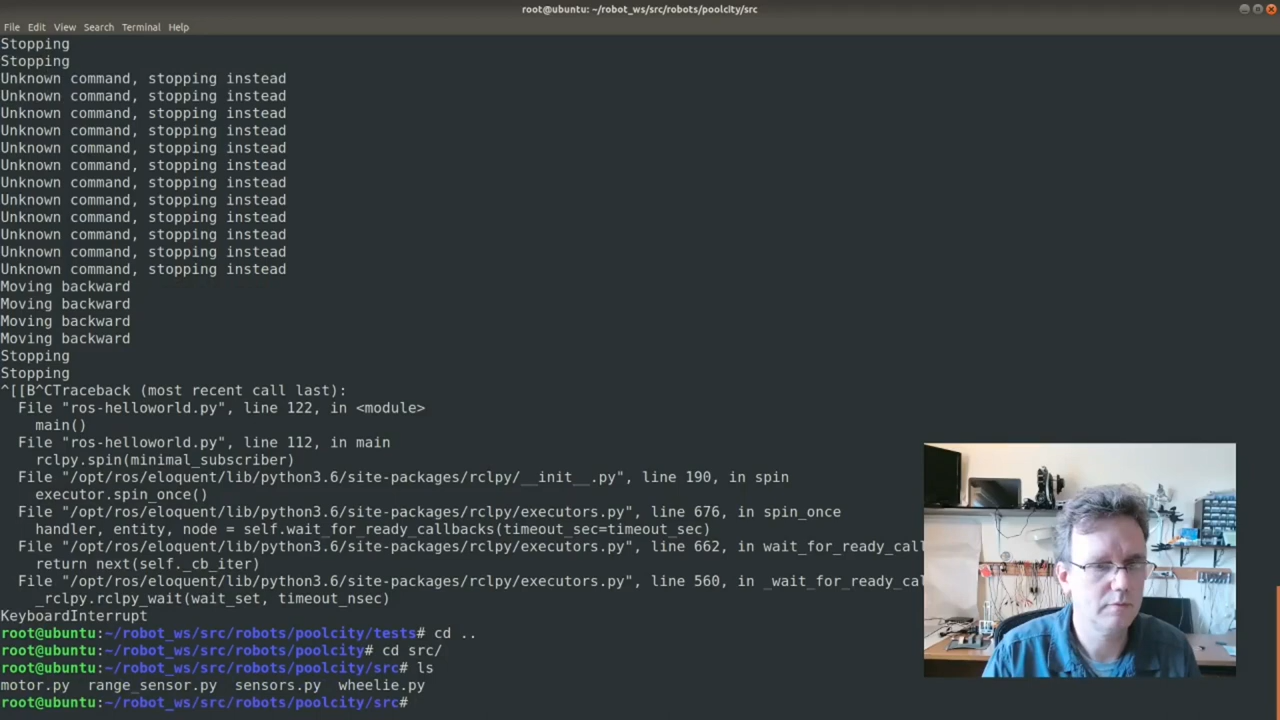 root@ubuntu: ~/robot_ws/src/robots/poolcity/src
File Edit View Search Terminal Help
Stopping
Stopping
Unknown command, stopping instead
Unknown command, stopping instead
Unknown command, stopping instead
Unknown command, stopping instead
Unknown command, stopping instead
Unknown command, stopping instead
Unknown command, stopping instead
Unknown command, stopping instead
Unknown command, stopping instead
Unknown command, stopping instead
Unknown command, stopping instead
Unknown command, stopping instead
Moving backward
Moving backward
Moving backward
Moving backward
Stopping
Stopping
^[[B^CTraceback (most recent call last):
File "ros-helloworld.py", line 122, in <module>
main()
File "ros-helloworld.py", line 112, in main
rclpy.spin(minimal_subscriber)
File "/opt/ros/eloquent/lib/python3.6/site-packages/rclpy/__init__.py", line 190, in spin
executor.spin_once()
File "/opt/ros/eloquent/lib/python3.6/site-packages/rclpy/executors.py", line 676, in spin_once
handler, entity, node = self.wait_for_ready_callbacks(timeout_sec=timeout_sec)
File "/opt/ros/eloquent/lib/python3.6/site-packages/rclpy/executors.py", line 662, in wait_for_ready_call
return next(self._cb_iter)
File "/opt/ros/eloquent/lib/python3.6/site-packages/rclpy/executors.py", line 560, in _wait_for_ready_cal
_rclpy.rclpy_wait(wait_set, timeout_nsec)
KeyboardInterrupt
root@ubuntu:~/robot_ws/src/robots/poolcity/tests# cd ..
root@ubuntu:~/robot_ws/src/robots/poolcity# cd src/
root@ubuntu:~/robot_ws/src/robots/poolcity/src# ls
motor.py range_sensor.py sensors.py wheelie.py
root@ubuntu:~/robot_ws/src/robots/poolcity/src#